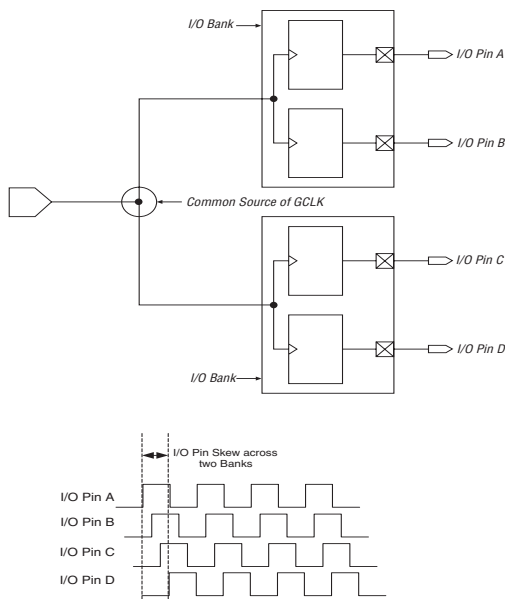 I/O Bank
I/O Pin A
I/O Pin B
Common Source of GCLK
I/O Pin C
I/O Pin D
I/O Bank
I/O Pin Skew across
two Banks
I/O Pin A
I/O Pin B
I/O Pin C
I/O Pin D